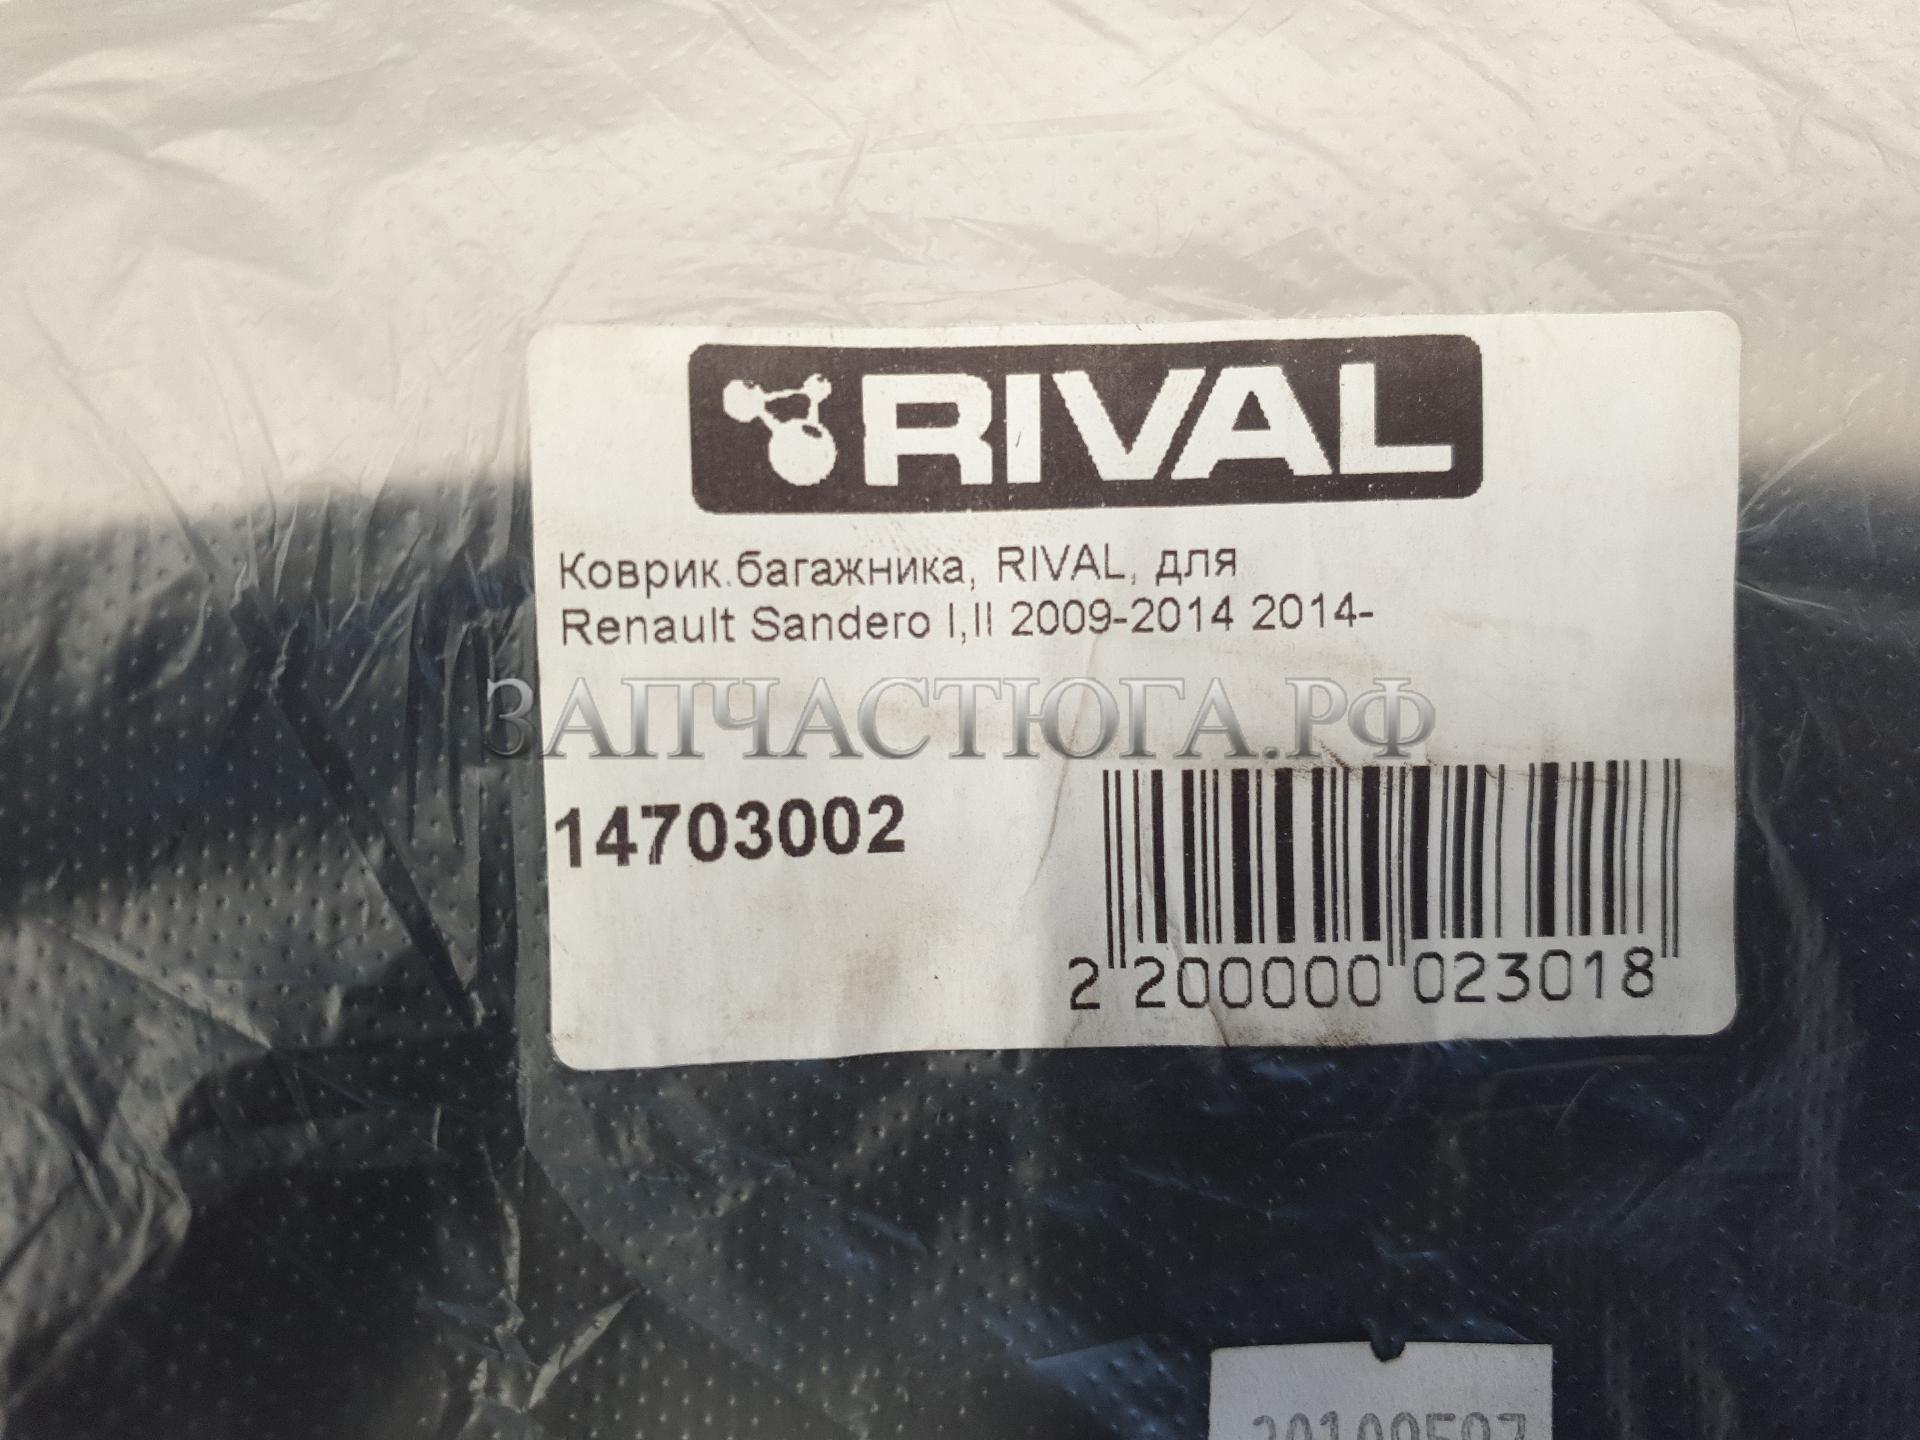 RIVAL
Коврик.багажника, RIVAL, для
Renault Sandero I,II 2009-2014 2014-
ЗАПЧАСТЮГА.РФ
14703002
2 200000 023018